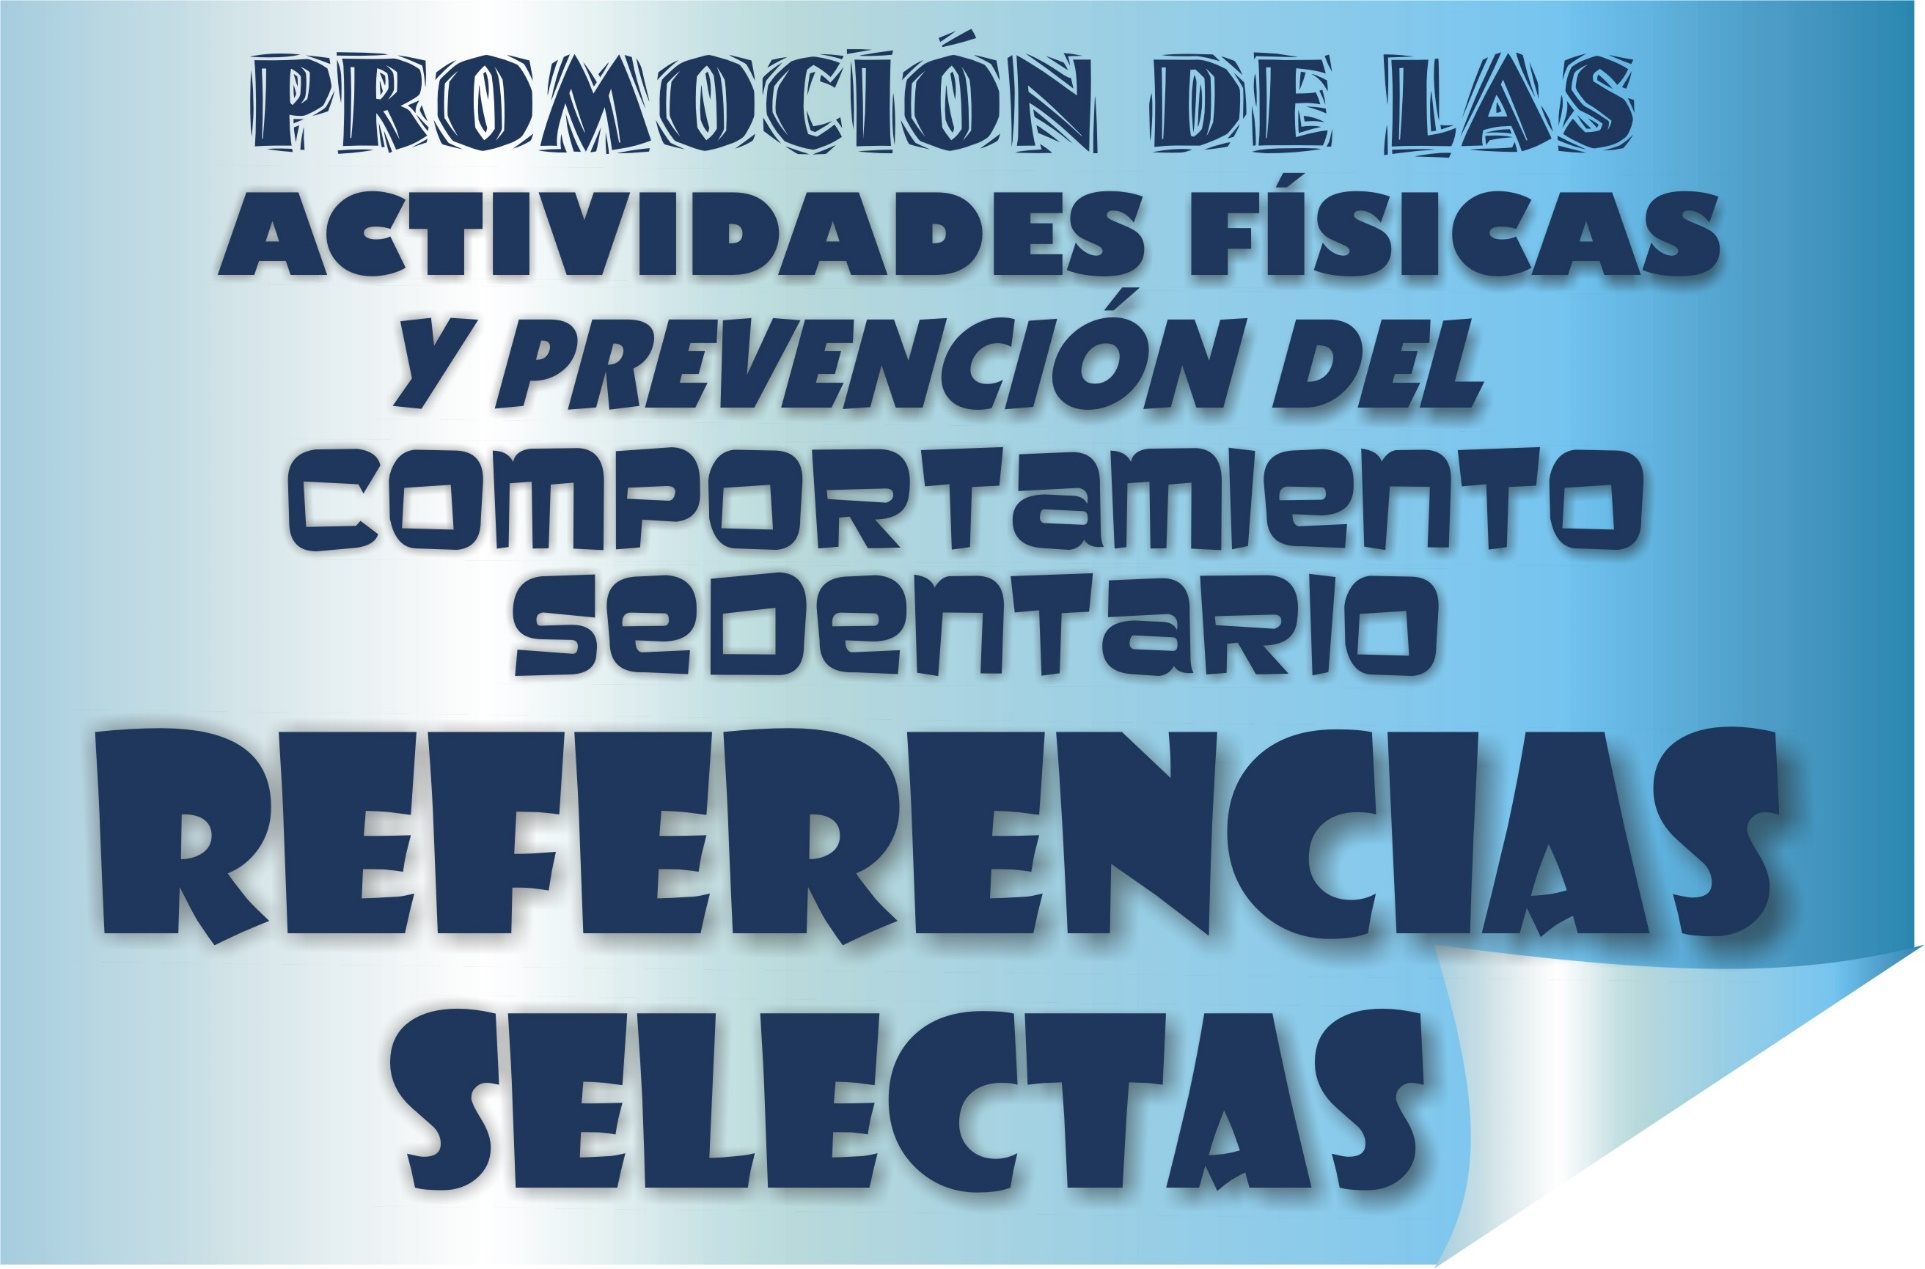 PROMOCIÓN DE LAS
ACTIVIDADES FÍSICAS
Y PREVENCIÓN DEL
COMPORTAMIENTO
SEDENTARIO
REFERENCIAS
SELECTAS